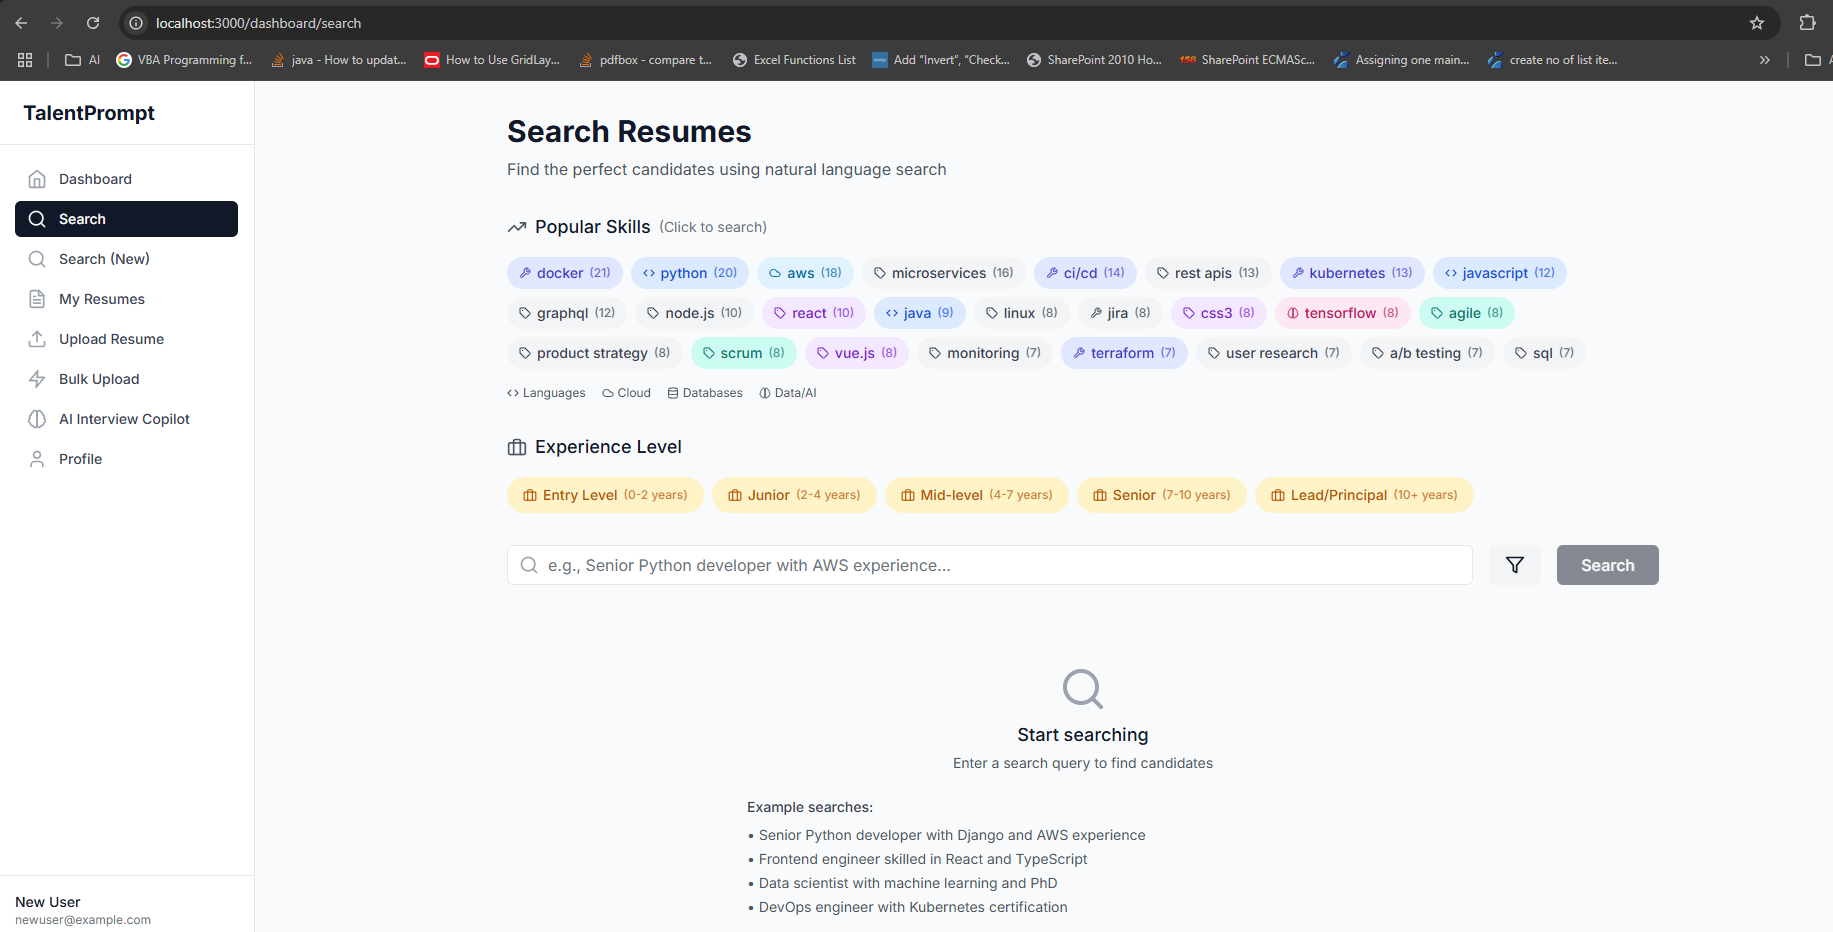 localhost:3000/dashboard/search
AI VBA Programming f... java - How to updat... How to Use GridLay... pdfbox - compare t... Excel Functions List Add "Invert", "Check... SharePoint 2010 Ho... SharePoint ECMASc... Assigning one main... create no of list ite... »
TalentPrompt
Dashboard
Search
Search (New)
My Resumes
Upload Resume
Bulk Upload
AI Interview Copilot
Profile
New User
newuser@example.com
Search Resumes
Find the perfect candidates using natural language search
Popular Skills (Click to search)
docker (21) python (20) aws (18) microservices (16) ci/cd (14) rest apis (13) kubernetes (13) javascript (12)
graphql (12) node.js (10) react (10) java (9) linux (8) jira (8) css3 (8) tensorflow (8) agile (8)
product strategy (8) scrum (8) vue.js (8) monitoring (7) terraform (7) user research (7) a/b testing (7) sql (7)
Languages Cloud Databases Data/AI
Experience Level
Entry Level (0-2 years) Junior (2-4 years) Mid-level (4-7 years) Senior (7-10 years) Lead/Principal (10+ years)
e.g., Senior Python developer with AWS experience... Search
Start searching
Enter a search query to find candidates
Example searches:
• Senior Python developer with Django and AWS experience
• Frontend engineer skilled in React and TypeScript
• Data scientist with machine learning and PhD
• DevOps engineer with Kubernetes certification